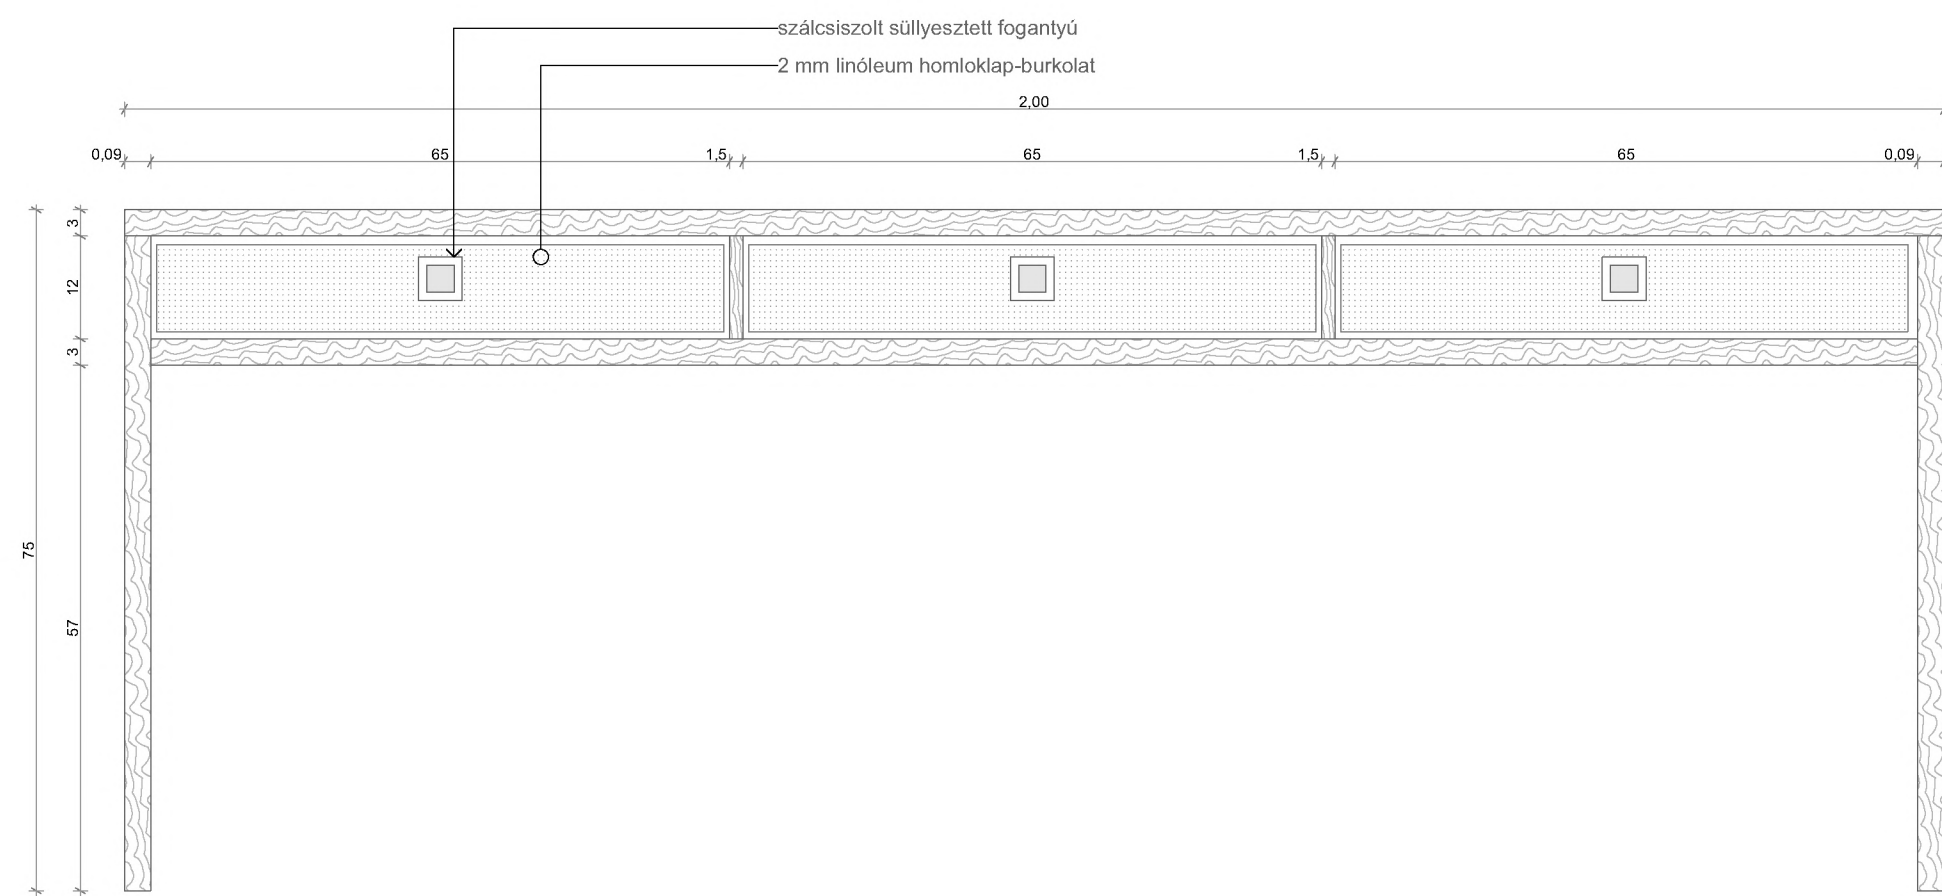 szálcsiszolt süllyesztett fogantyú
2 mm linóleum homloklap-burkolat
2,00
0,09 65 1,5 65 1,5 65 0,09
3
12
3
75
57